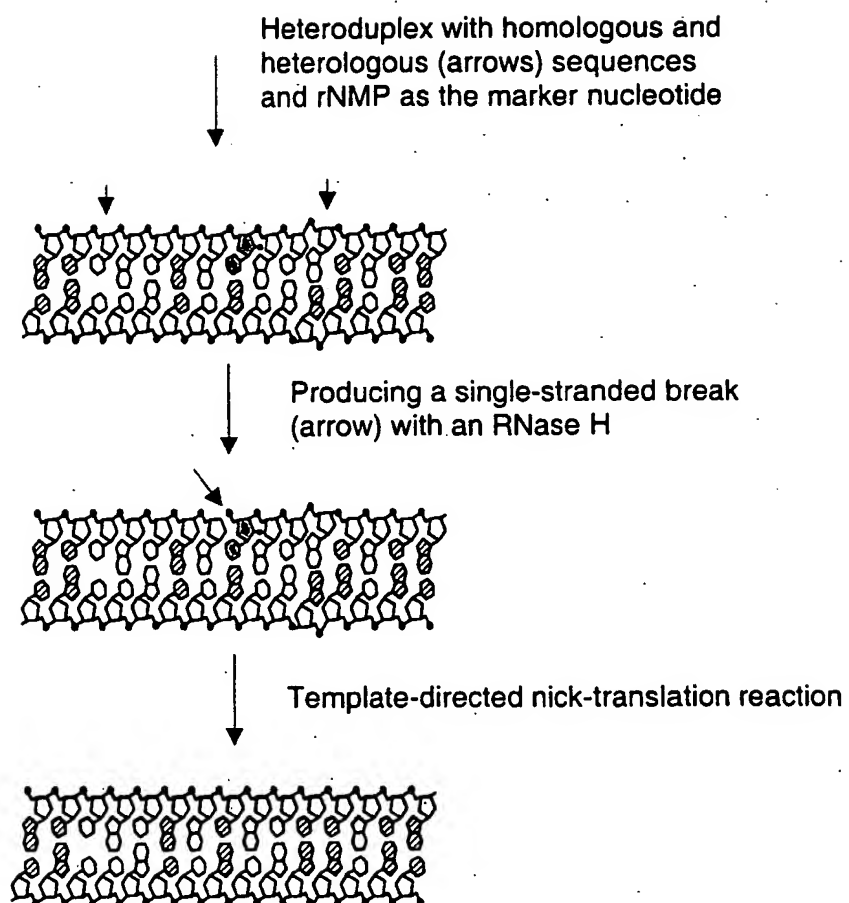 Heteroduplex with homologous and
heterologous (arrows) sequences
and rNMP as the marker nucleotide
Producing a single-stranded break
(arrow) with an RNase H
Template-directed nick-translation reaction